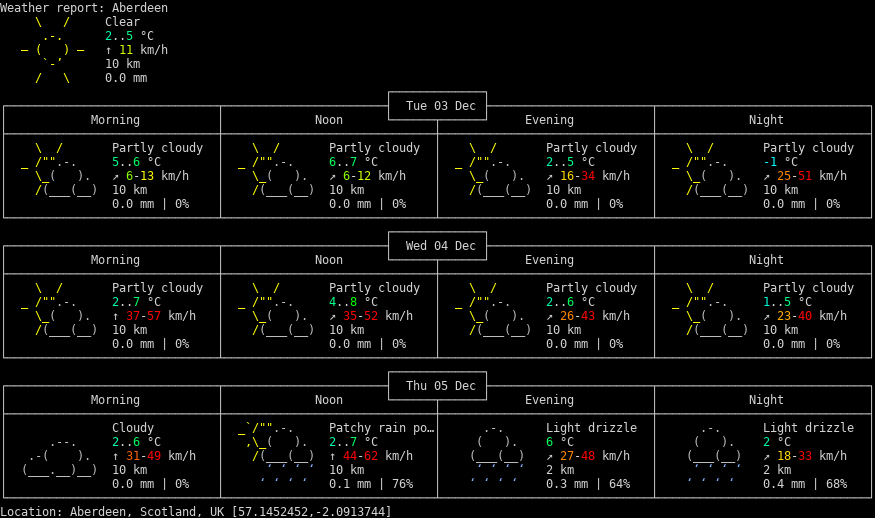 Weather report: Aberdeen
Clear
2..5 °C
↑ 11 km/h
10 km
0.0 mm
Tue 03 Dec
Morning Noon Evening Night
Partly cloudy Partly cloudy Partly cloudy Partly cloudy
5..6 °C 6..7 °C 2..5 °C -1 °C
↗ 6-13 km/h ↗ 6-12 km/h ↗ 16-34 km/h ↗ 25-51 km/h
10 km 10 km 10 km 10 km
0.0 mm | 0% 0.0 mm | 0% 0.0 mm | 0% 0.0 mm | 0%
Wed 04 Dec
Morning Noon Evening Night
Partly cloudy Partly cloudy Partly cloudy Partly cloudy
2..7 °C 4..8 °C 2..6 °C 1..5 °C
↑ 37-57 km/h ↗ 35-52 km/h ↗ 26-43 km/h ↗ 23-40 km/h
10 km 10 km 10 km 10 km
0.0 mm | 0% 0.0 mm | 0% 0.0 mm | 0% 0.0 mm | 0%
Thu 05 Dec
Morning Noon Evening Night
Cloudy Patchy rain po… Light drizzle Light drizzle
2..6 °C 2..7 °C 6 °C 2 °C
↑ 31-49 km/h ↑ 44-62 km/h ↗ 27-48 km/h ↗ 18-33 km/h
10 km 10 km 2 km 2 km
0.0 mm | 0% 0.1 mm | 76% 0.3 mm | 64% 0.4 mm | 68%
Location: Aberdeen, Scotland, UK [57.1452452,-2.0913744]